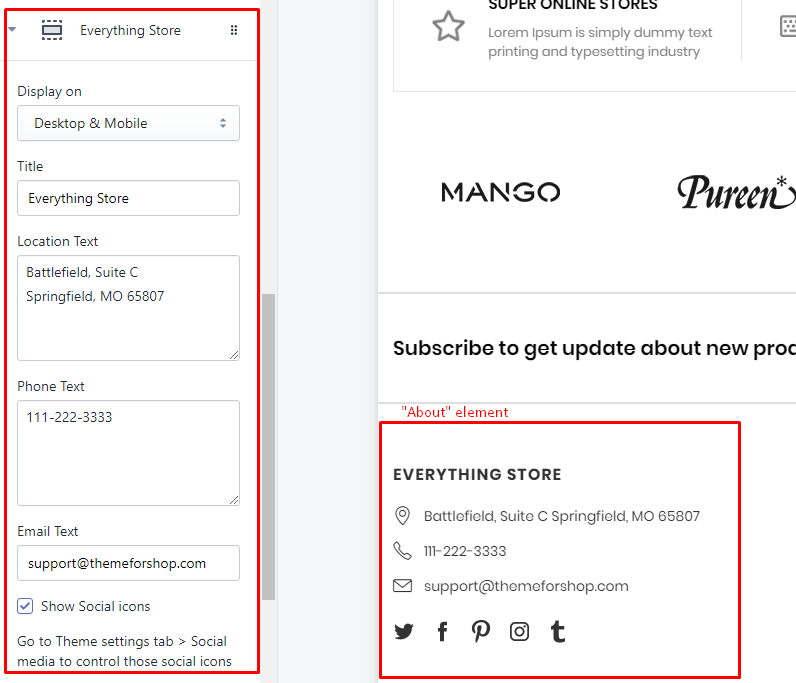 Everything Store
Display on
Desktop & Mobile
Title
Everything Store
Location Text
Battlefield, Suite C
Springfield, MO 65807
Phone Text
111-222-3333
Email Text
support@themeforshop.com
Show Social icons
Go to Theme settings tab > Social
media to control those social icons
SUPER ONLINE STORES
Lorem Ipsum is simply dummy text
printing and typesetting industry
MANGO
Pureen*
Subscribe to get update about new prod
"About" element
EVERYTHING STORE
Battlefield, Suite C Springfield, MO 65807
111-222-3333
support@themeforshop.com